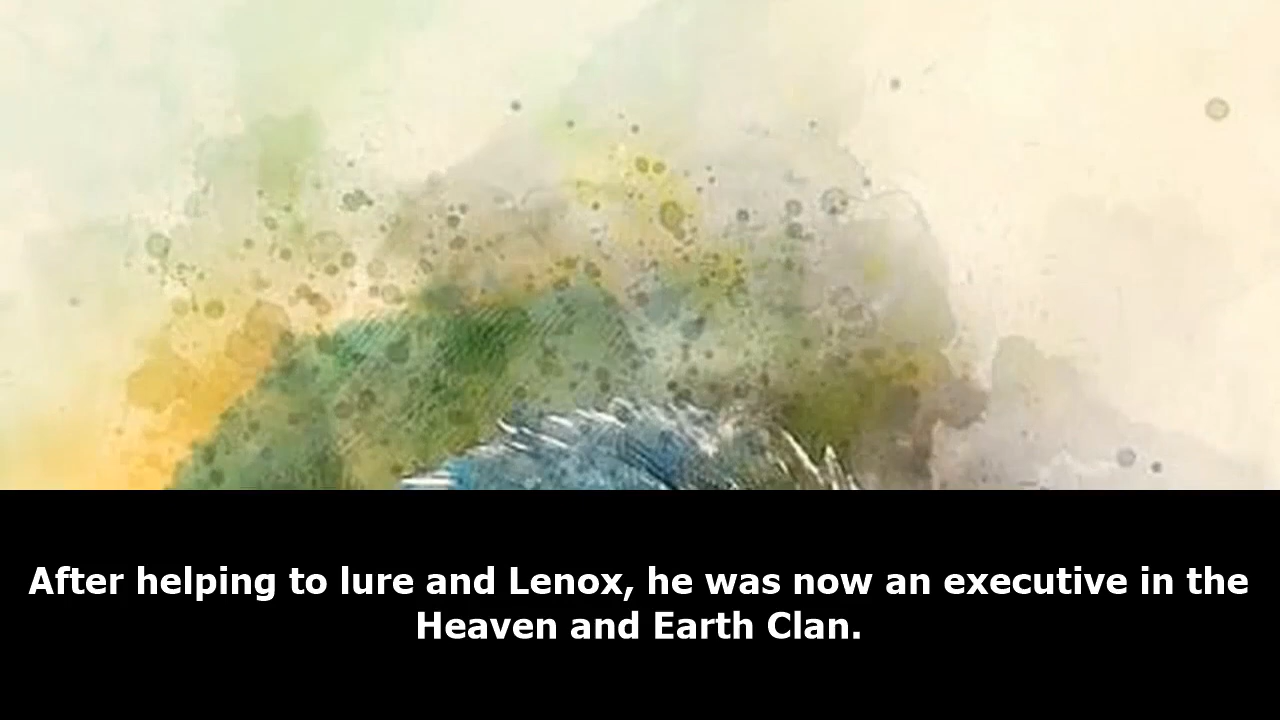 After helping to lure and Lenox, he was now an executive in the
Heaven and Earth Clan.